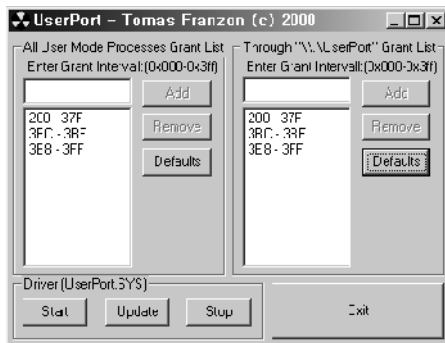 UserPort – Tomas Franzon (c) 2000
All User Mode Processes Grant List
Enter Grant Interval:(0x000-0x3ff)
Add
Remove
Defaults
200 - 37F
3BC - 3BF
3E8 - 3FF
Through "\\.\UserPort" Grant List
Enter Grant Interval:(0x000-0x3ff)
Add
Remove
Defaults
200 - 37F
3BC - 3BF
3E8 - 3FF
Driver (UserPort.SYS)
Start
Update
Stop
Exit